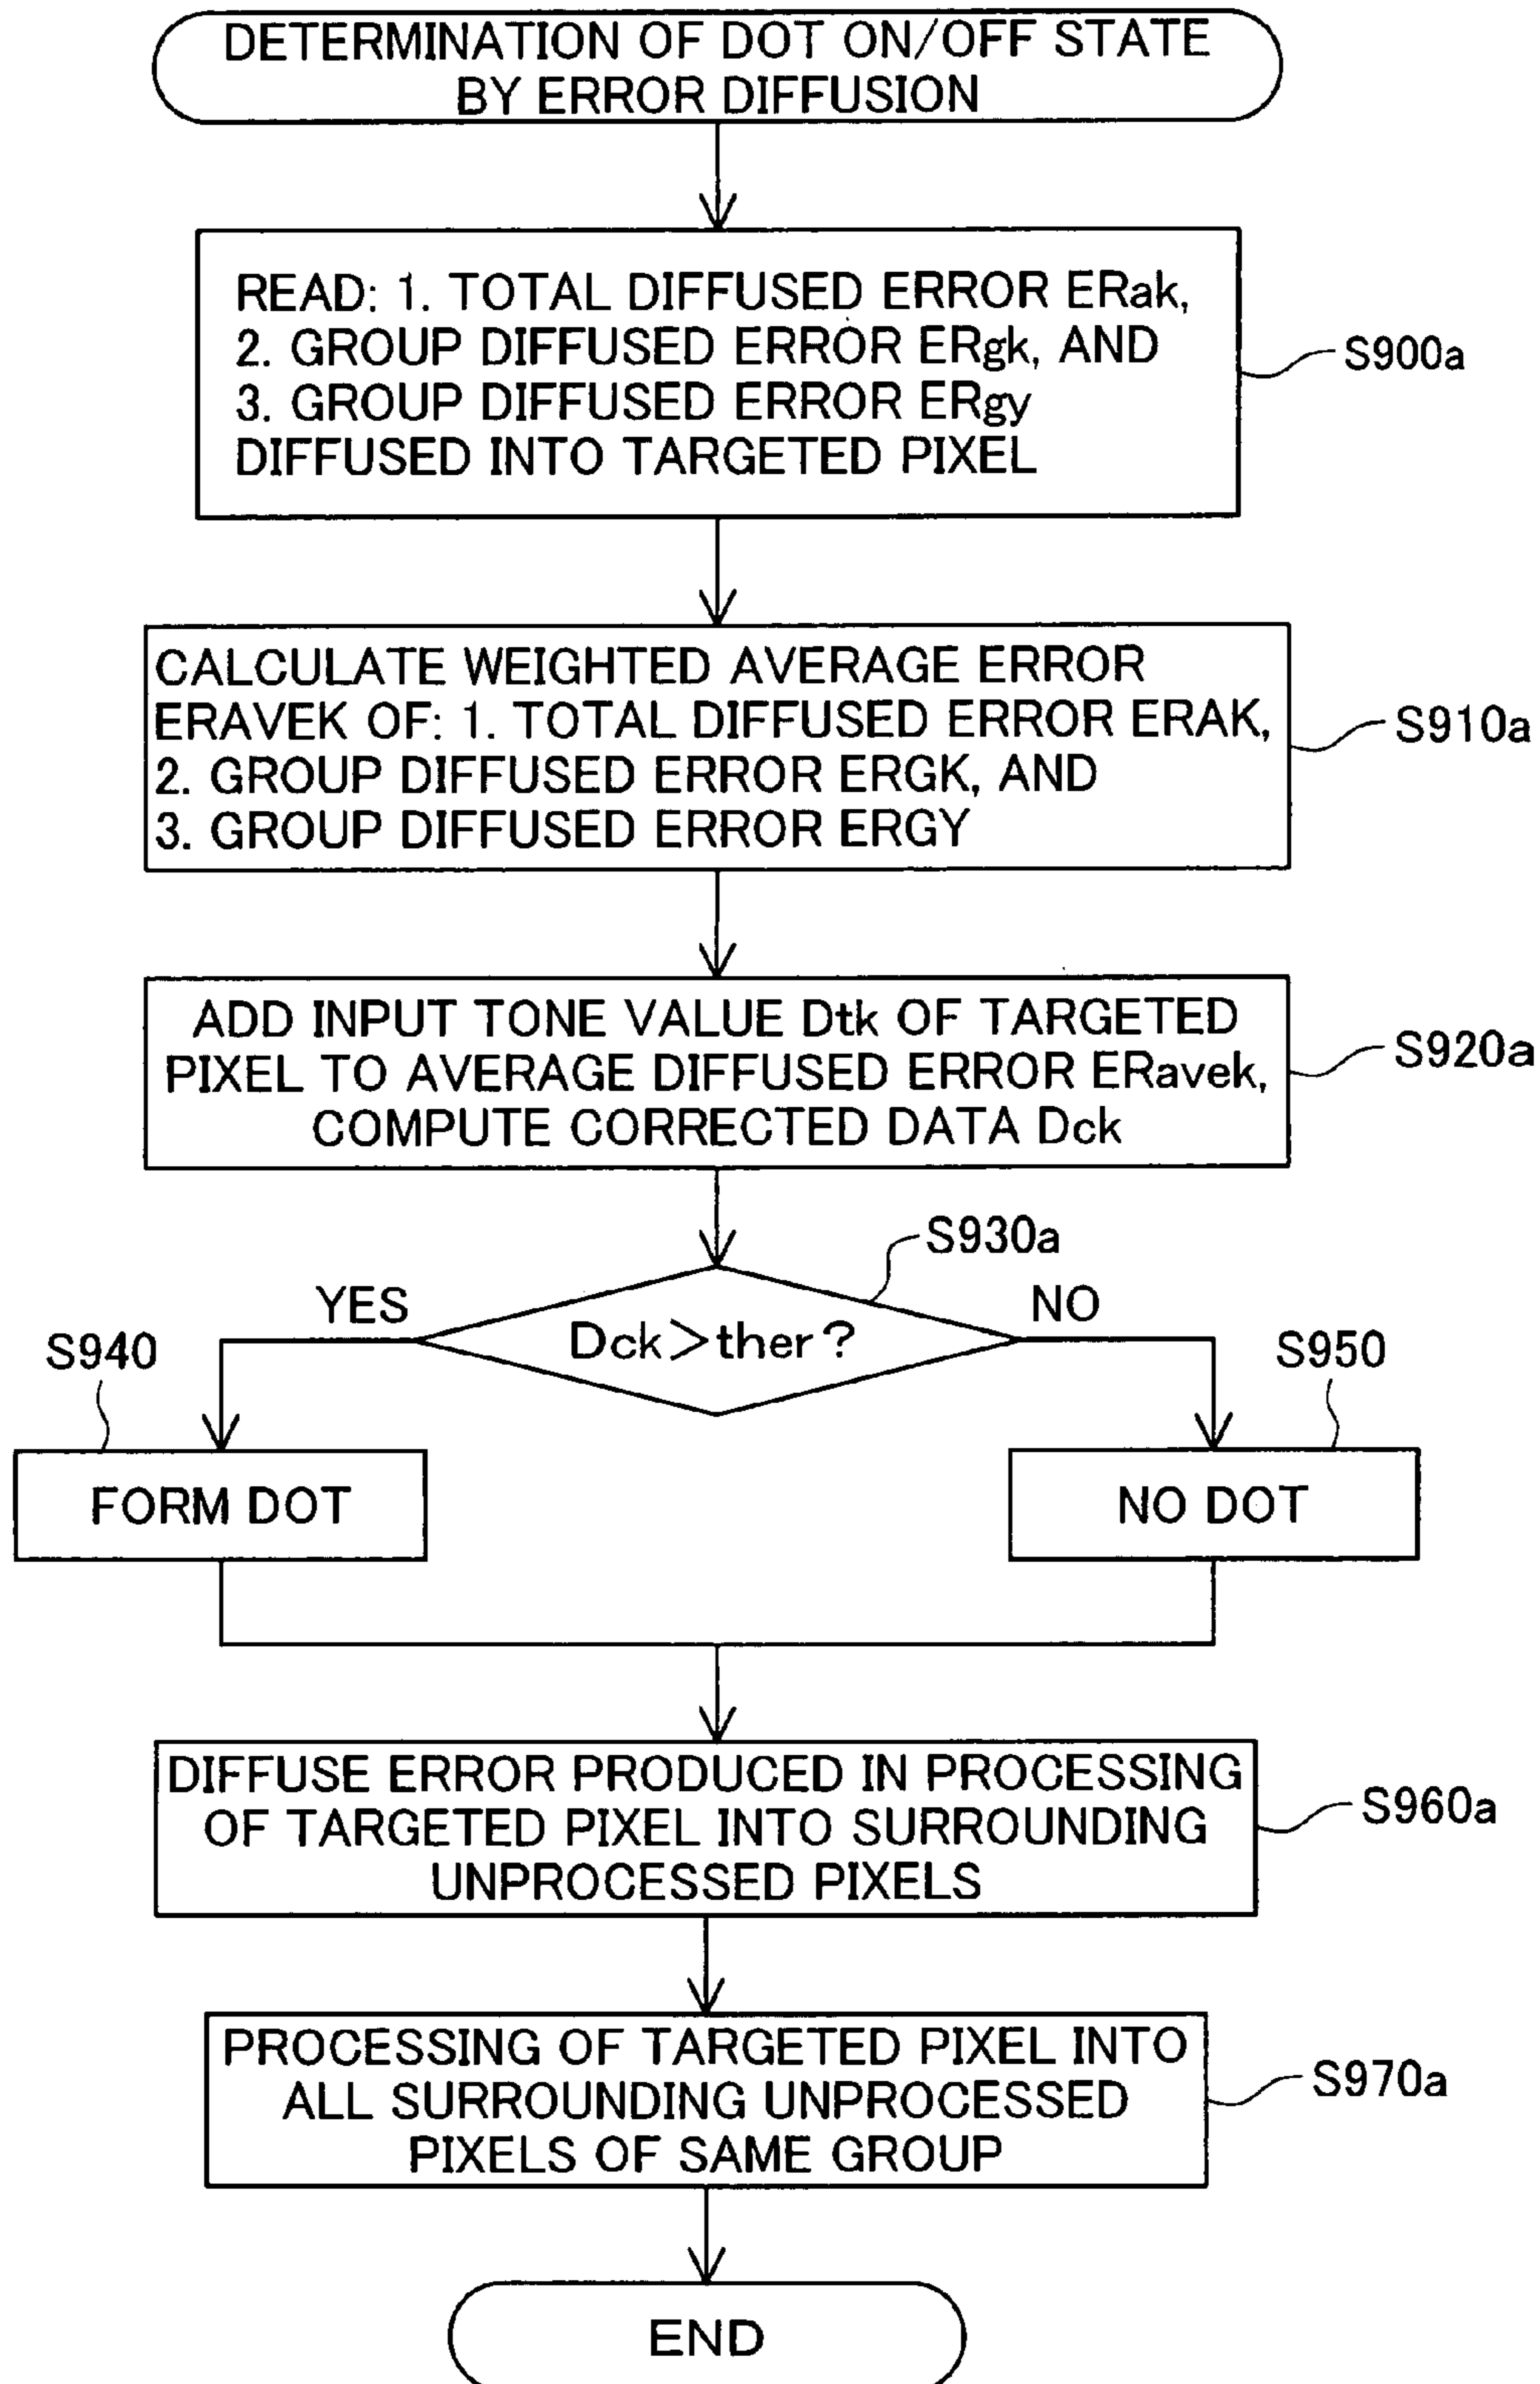 DETERMINATION OF DOT ON/OFF STATE
BY ERROR DIFFUSION
READ: 1. TOTAL DIFFUSED ERROR ERak,
2. GROUP DIFFUSED ERROR ERgk, AND
3. GROUP DIFFUSED ERROR ERgy
DIFFUSED INTO TARGETED PIXEL
S900a
CALCULATE WEIGHTED AVERAGE ERROR
ERAVEK OF: 1. TOTAL DIFFUSED ERROR ERAK,
2. GROUP DIFFUSED ERROR ERGK, AND
3. GROUP DIFFUSED ERROR ERGY
S910a
ADD INPUT TONE VALUE Dtk OF TARGETED
PIXEL TO AVERAGE DIFFUSED ERROR ERavek,
COMPUTE CORRECTED DATA Dck
S920a
S930a
YES
NO
Dck>ther?
S940
S950
FORM DOT
NO DOT
DIFFUSE ERROR PRODUCED IN PROCESSING
OF TARGETED PIXEL INTO SURROUNDING
UNPROCESSED PIXELS
S960a
PROCESSING OF TARGETED PIXEL INTO
ALL SURROUNDING UNPROCESSED
PIXELS OF SAME GROUP
S970a
END